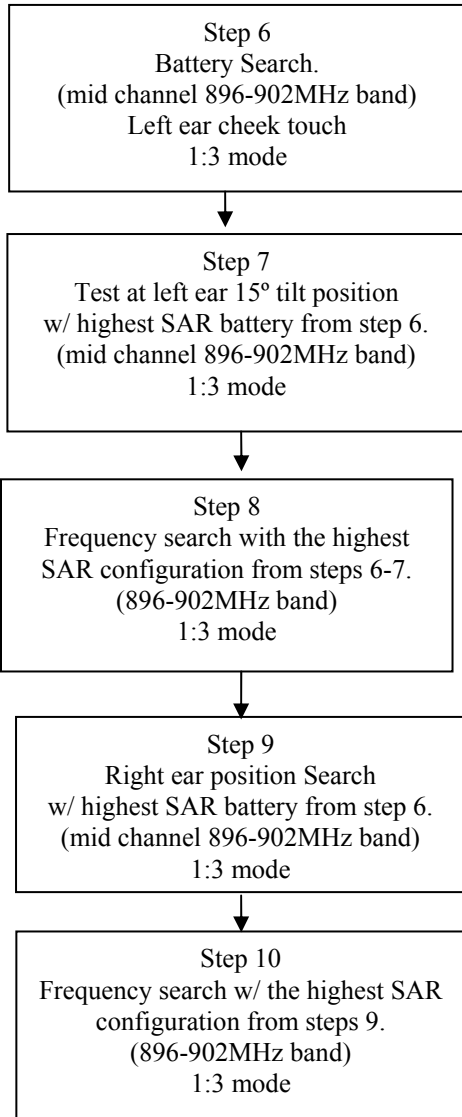 Step 6
Battery Search.
(mid channel 896-902MHz band)
Left ear cheek touch
1:3 mode
Step 7
Test at left ear 15º tilt position
w/ highest SAR battery from step 6.
(mid channel 896-902MHz band)
1:3 mode
Step 8
Frequency search with the highest
SAR configuration from steps 6-7.
(896-902MHz band)
1:3 mode
Step 9
Right ear position Search
w/ highest SAR battery from step 6.
(mid channel 896-902MHz band)
1:3 mode
Step 10
Frequency search w/ the highest SAR
configuration from steps 9.
(896-902MHz band)
1:3 mode